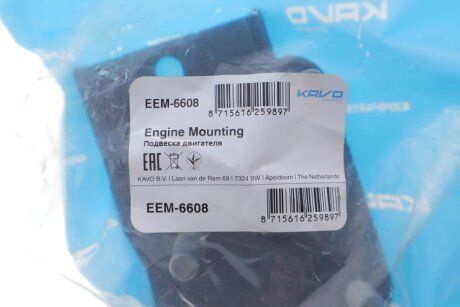 KAVO
EEM-6608
8 715616 259897
KAVO
PARTS
Engine Mounting
Подвеска двигателя
EAC
KAVO B.V. | Laan van de Ram 69 | 7324 BW | Apeldoorn | The Netherlands
EEM-6608
8 715616 259897